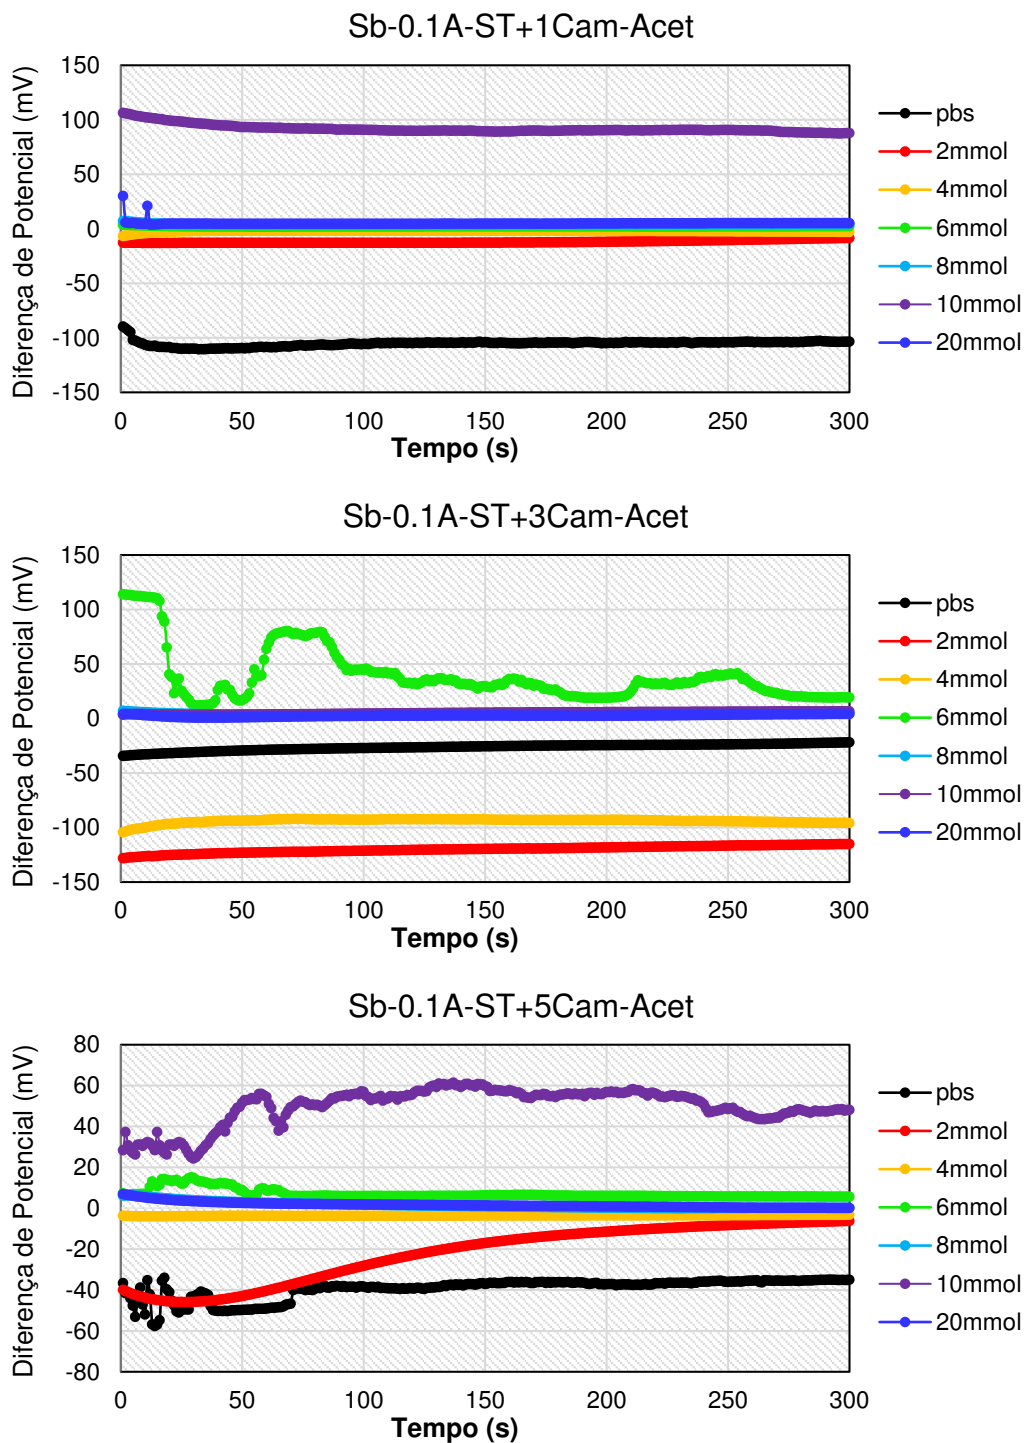 Sb-0.1A-ST+1Cam-Acet
Diferença de Potencial (mV)
150
100
50
0
-50
-100
-150
0 50 100 150 200 250 300
Tempo (s)
pbs
2mmol
4mmol
6mmol
8mmol
10mmol
20mmol
Sb-0.1A-ST+3Cam-Acet
Diferença de Potencial (mV)
150
100
50
0
-50
-100
-150
0 50 100 150 200 250 300
Tempo (s)
pbs
2mmol
4mmol
6mmol
8mmol
10mmol
20mmol
Sb-0.1A-ST+5Cam-Acet
Diferença de Potencial (mV)
80
60
40
20
0
-20
-40
-60
-80
0 50 100 150 200 250 300
Tempo (s)
pbs
2mmol
4mmol
6mmol
8mmol
10mmol
20mmol